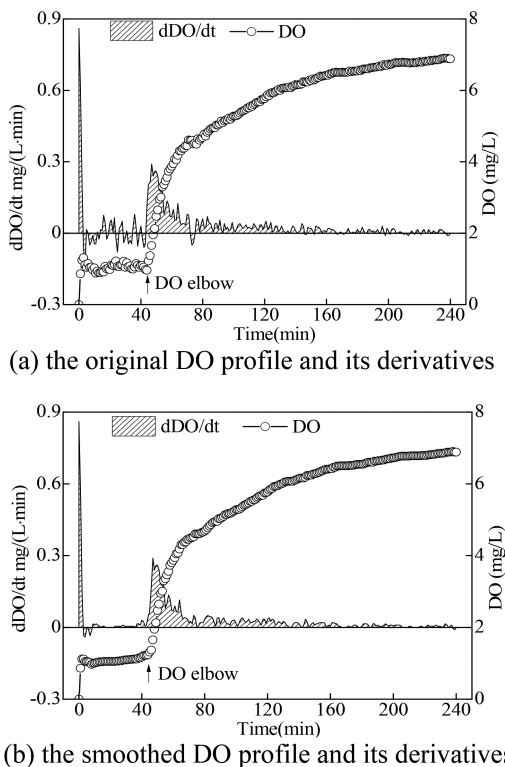 dDO/dt DO
0.9
0.6
0.3
0
-0.3
dDO/dt mg/(L·min)
8
6
4
2
0
DO (mg/L)
DO elbow
0 40 80 120 160 200 240
Time(min)
(a) the original DO profile and its derivatives
dDO/dt DO
0.9
0.6
0.3
0
-0.3
dDO/dt mg/(L·min)
8
6
4
2
0
DO (mg/L)
DO elbow
0 40 80 120 160 200 240
Time(min)
(b) the smoothed DO profile and its derivatives